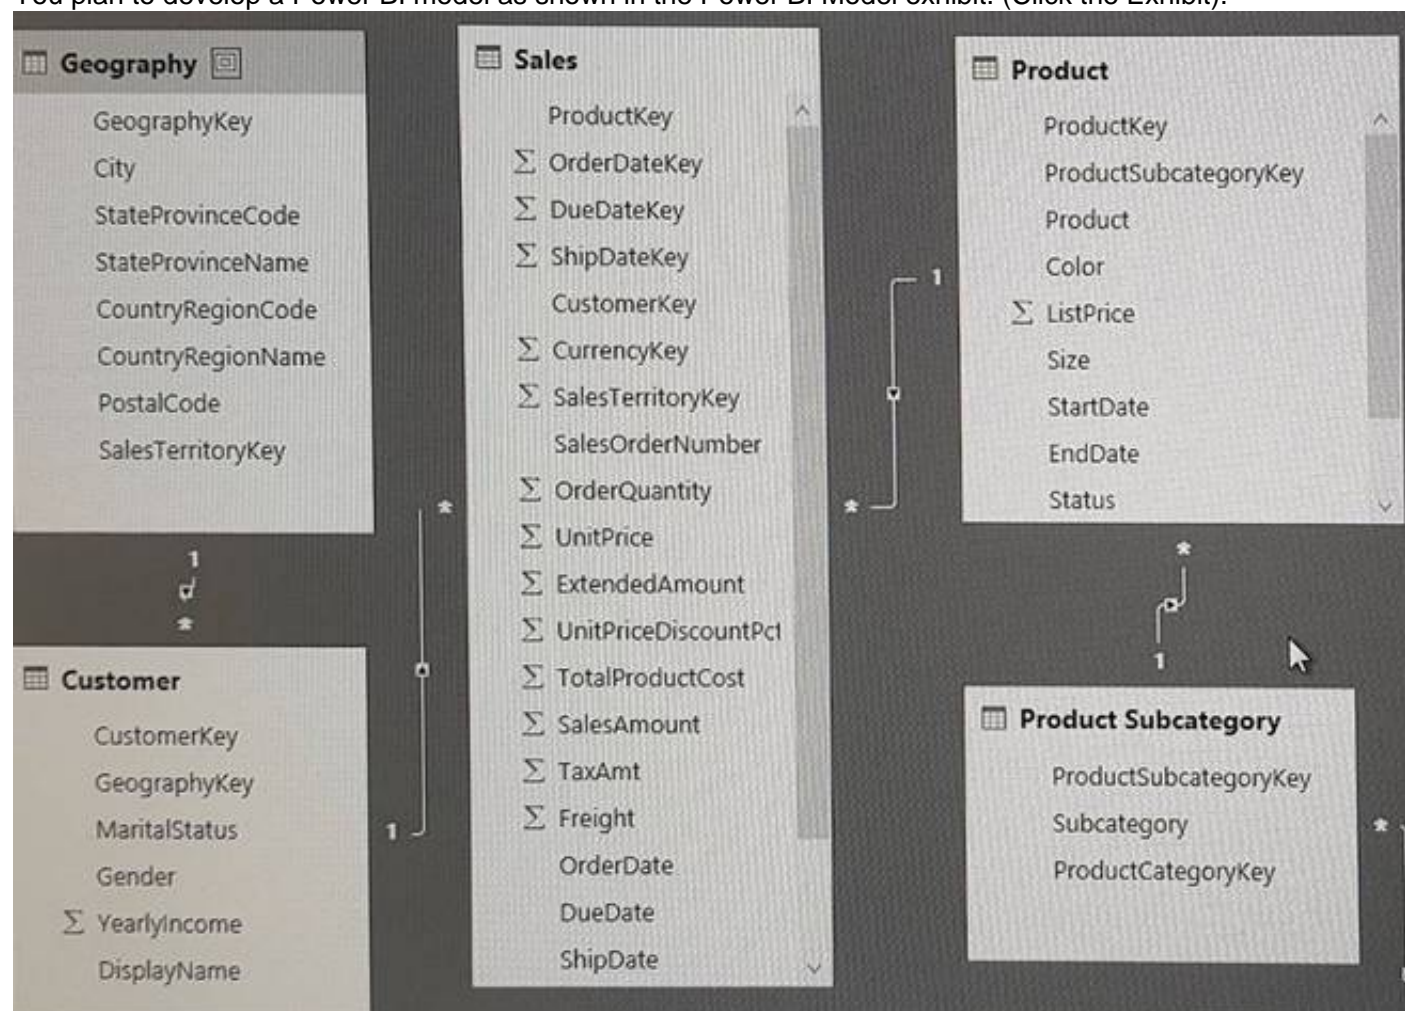 You plan to develop a Power BI model as shown in the Power BI Model exhibit. (Click the Exhibit).
Geography
GeographyKey
City
StateProvinceCode
StateProvinceName
CountryRegionCode
CountryRegionName
PostalCode
SalesTerritoryKey
1
*
Customer
CustomerKey
GeographyKey
MaritalStatus
Gender
Σ YearlyIncome
DisplayName
*
1
Sales
ProductKey
Σ OrderDateKey
Σ DueDateKey
Σ ShipDateKey
CustomerKey
Σ CurrencyKey
Σ SalesTerritoryKey
SalesOrderNumber
Σ OrderQuantity
Σ UnitPrice
Σ ExtendedAmount
Σ UnitPriceDiscountPct
Σ TotalProductCost
Σ SalesAmount
Σ TaxAmt
Σ Freight
OrderDate
DueDate
ShipDate
1
*
Product
ProductKey
ProductSubcategoryKey
Product
Color
Σ ListPrice
Size
StartDate
EndDate
Status
*
1
Product Subcategory
ProductSubcategoryKey
Subcategory
ProductCategoryKey
*